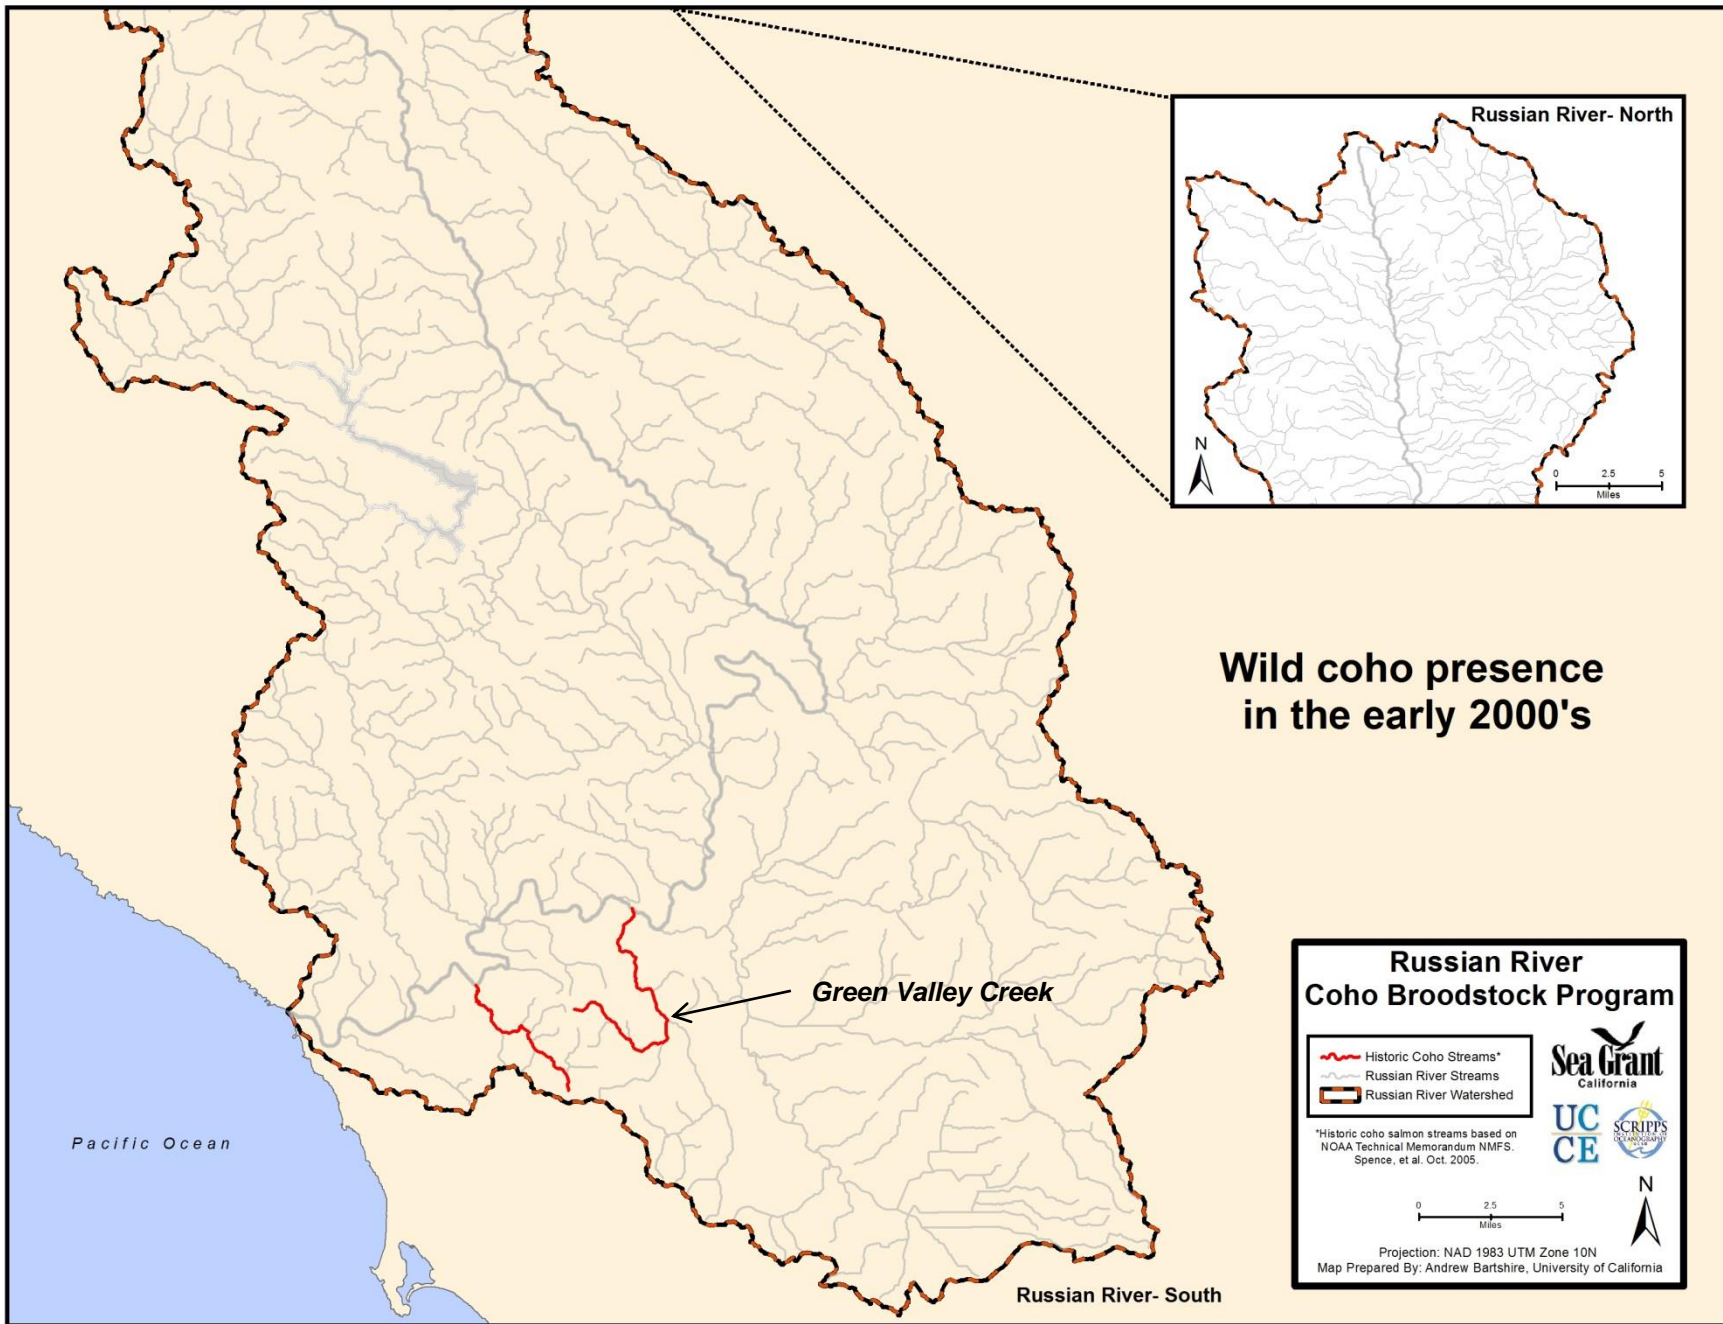 Russian River- North
N
0 2.5 5
Miles
Wild coho presence
in the early 2000's
Green Valley Creek
Pacific Ocean
Russian River- South
Russian River
Coho Broodstock Program
Historic Coho Streams*
Russian River Streams
Russian River Watershed
*Historic coho salmon streams based on
NOAA Technical Memorandum NMFS.
Spence, et al. Oct. 2005.
Sea Grant
California
UC
CE
SCRIPPS
INSTITUTION OF
OCEANOGRAPHY
N
0 2.5 5
Miles
Projection: NAD 1983 UTM Zone 10N
Map Prepared By: Andrew Bartshire, University of California